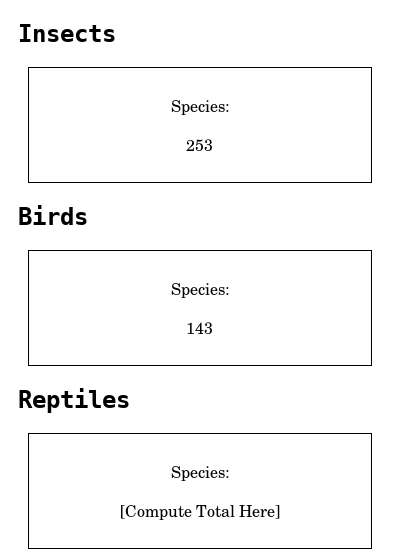 Insects
Species:
253
Birds
Species:
143
Reptiles
Species:
[Compute Total Here]